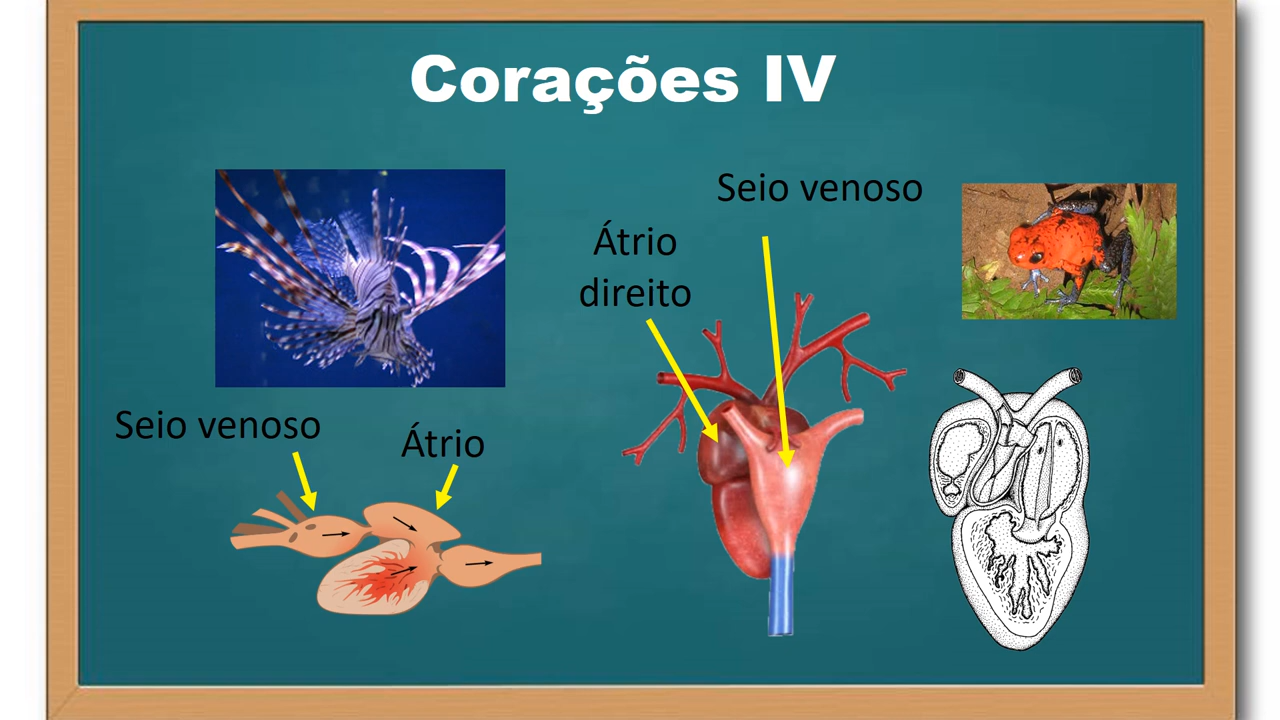 Corações IV
Seio venoso
Átrio
direito
Seio venoso
Átrio